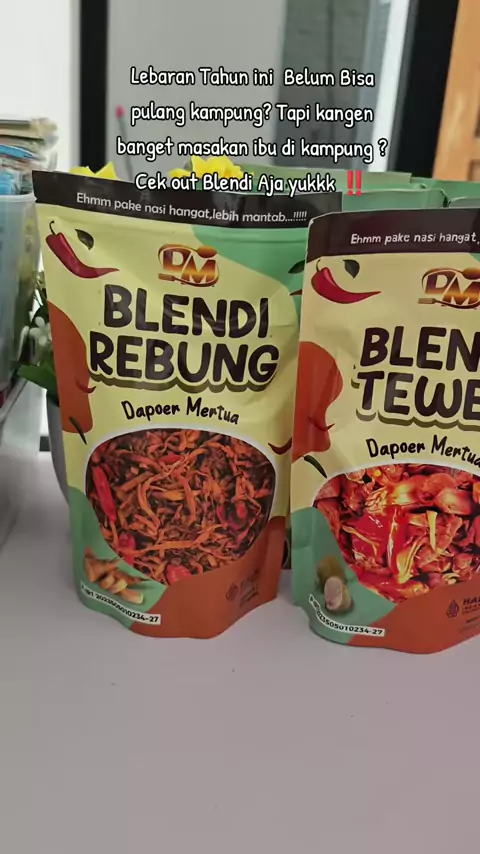 Lebaran Tahun ini Belum Bisa
pulang kampung? Tapi kangen
banget masakan ibu di kampung ?
Cek out Blendi Aja yukkk ‼️
Ehmm pake nasi hangat,lebih mantab...!!!!!
DM
BLENDI
REBUNG
Dapoer Mertua
Ehmm pake nasi hangat,
DM
BLEN
TEWE
Dapoer Mertua